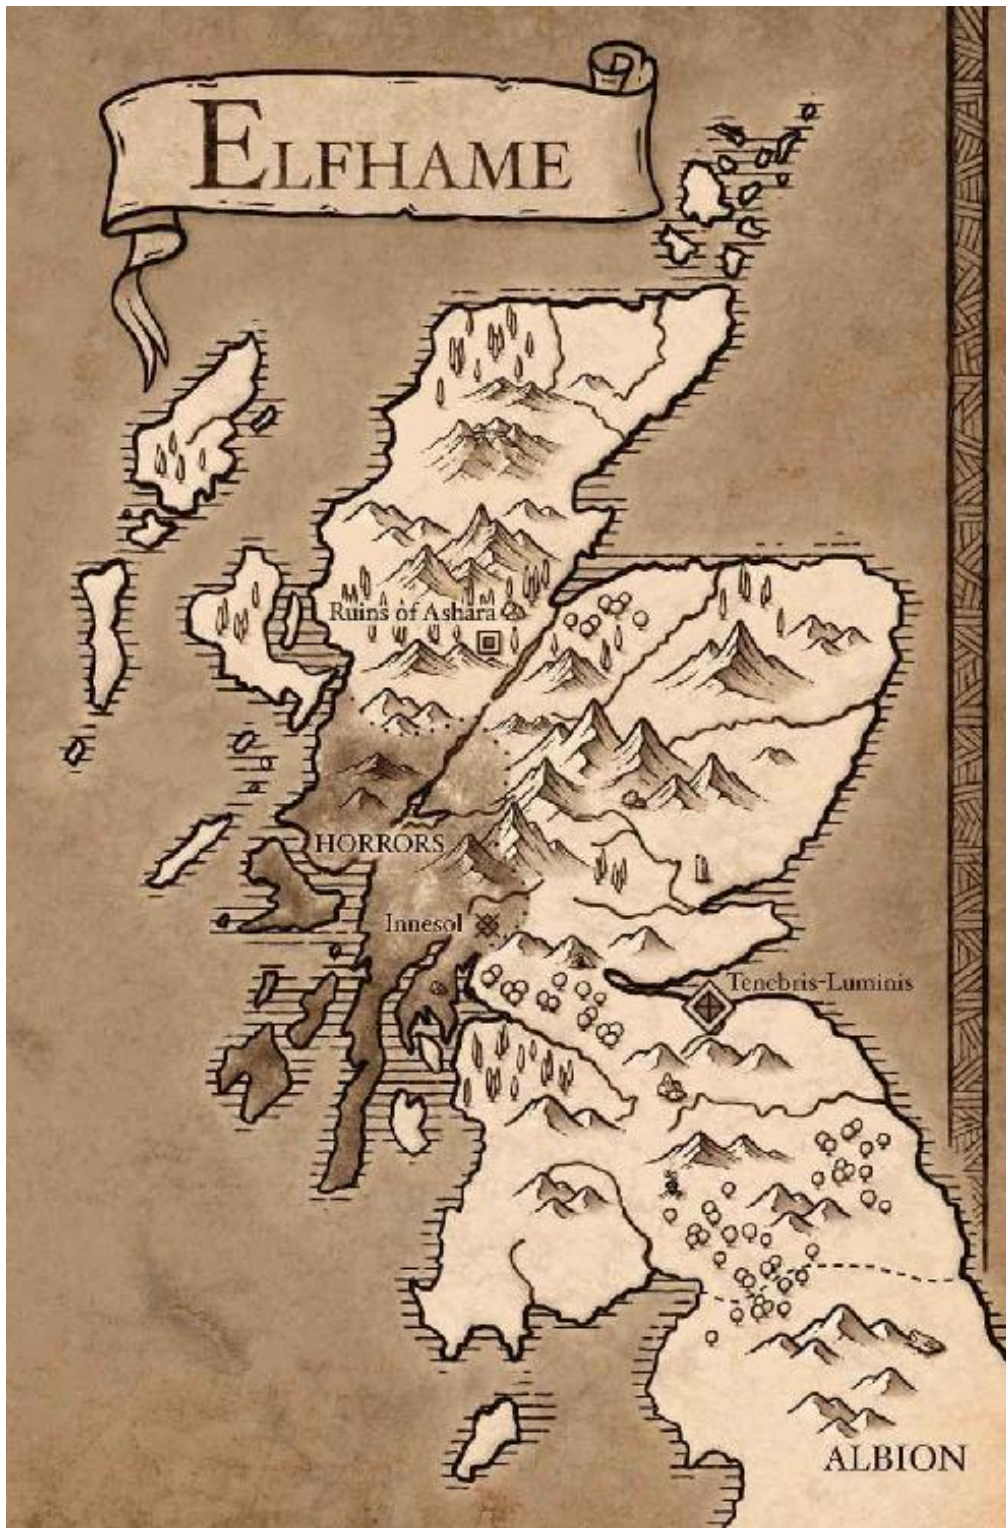 ELFHAME
Ruins of Ashara
HORRORS
Innesol
Tenebris-Luminis
ALBION